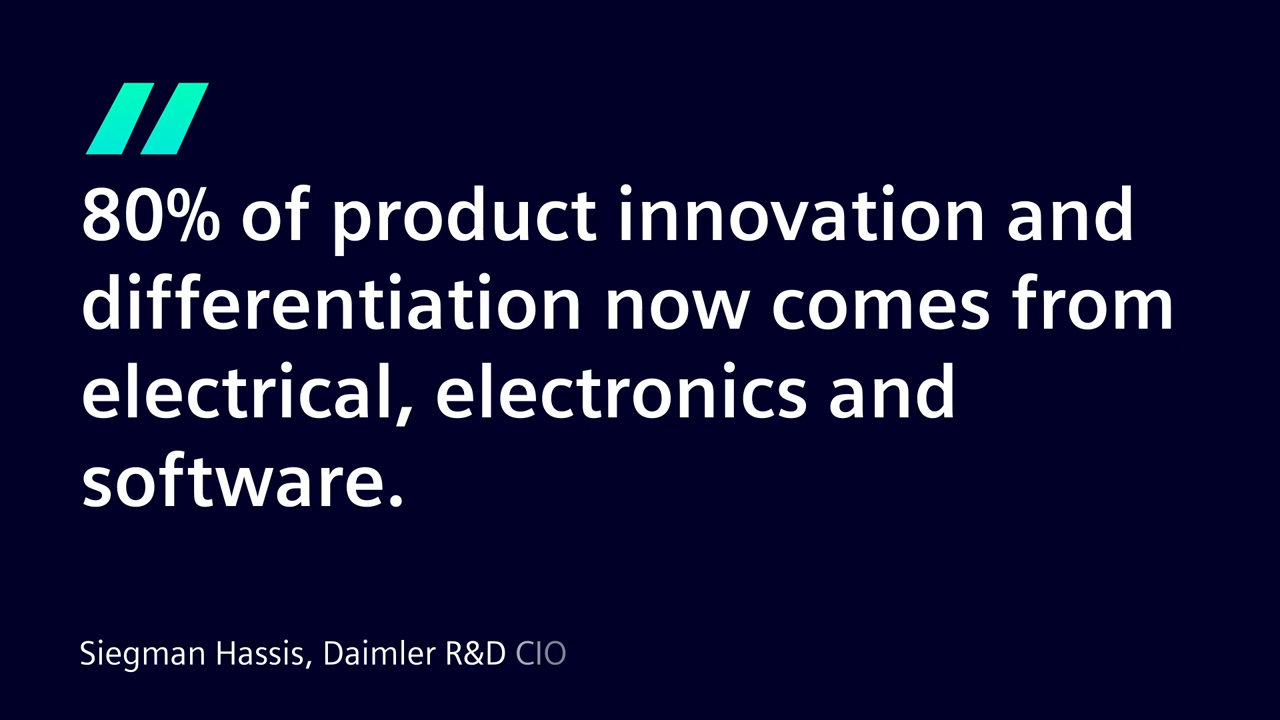 80% of product innovation and
differentiation now comes from
electrical, electronics and
software.
Siegman Hassis, Daimler R&D CIO